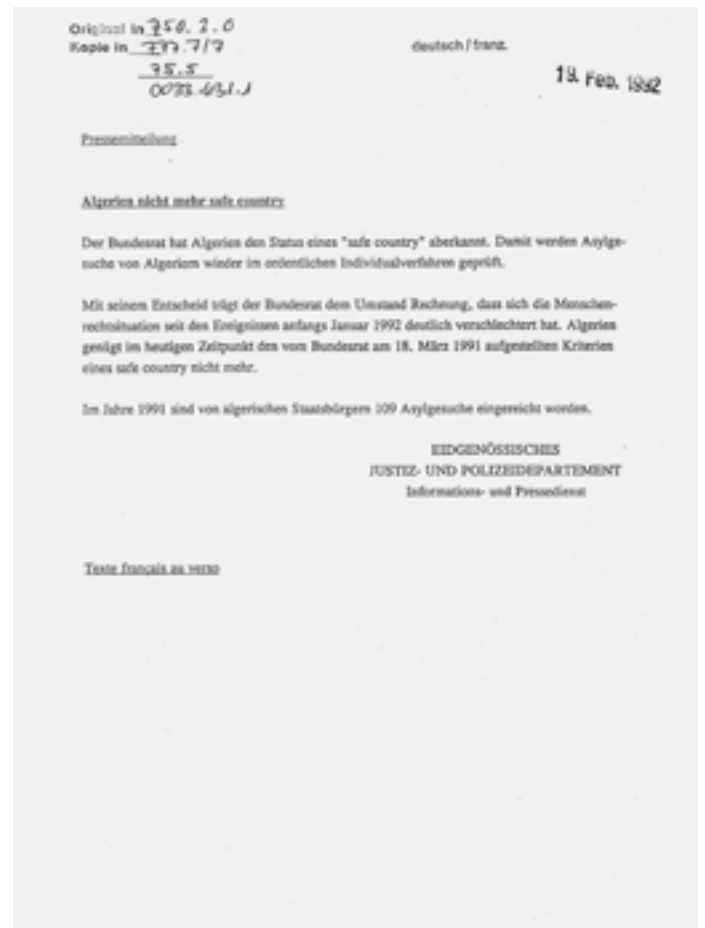 Original in 750.2.0
Kopie in 777.7/7
deutsch / franz.
75.5
19. Feb. 1992
Pressemitteilung
Algerien nicht mehr safe country
Der Bundesrat hat Algerien den Status eines "safe country" aberkannt. Damit werden Asylge-
suche von Algeriern wieder im ordentlichen Individualverfahren geprüft.
Mit seinem Entscheid trägt der Bundesrat dem Umstand Rechnung, dass sich die Menschen-
rechtssituation seit den Ereignissen anfangs Januar 1992 deutlich verschlechtert hat. Algerien
genügt im heutigen Zeitpunkt den vom Bundesrat am 18. März 1991 aufgestellten Kriterien
eines safe country nicht mehr.
Im Jahre 1991 sind von algerischen Staatsbürgern 109 Asylgesuche eingereicht worden.
EIDGENÖSSISCHES
JUSTIZ- UND POLIZEIDEPARTEMENT
Informations- und Pressedienst
Texte français au verso